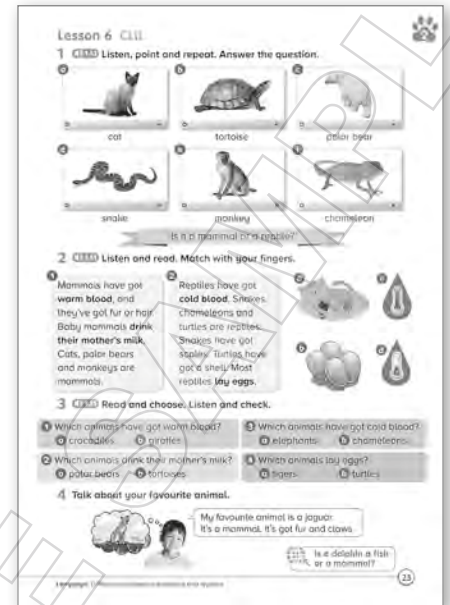 Lesson 6 CLIL
1 Listen, point and repeat. Answer the question.
a b c
cat tortoise polar bear
d e f
snake monkey chameleon
Is it a mammal or a reptile?
2 Listen and read. Match with your fingers.
1
Mammals have got
warm blood, and
they've got fur or hair.
Baby mammals drink
their mother's milk.
Cats, polar bears
and monkeys are
mammals.
2
Reptiles have got
cold blood. Snakes,
chameleons and
turtles are reptiles.
Snakes have got
scales. Turtles have
got a shell. Most
reptiles lay eggs.
a c
b d
3 Read and choose. Listen and check.
1 Which animals have got warm blood?
a crocodiles b giraffes
2 Which animals drink their mother's milk?
a polar bears b tortoises
3 Which animals have got cold blood?
a elephants b chameleons
4 Which animals lay eggs?
a tigers b turtles
4 Talk about your favourite animal.
My favourite animal is a jaguar.
It's a mammal. It's got fur and claws.
Is a dolphin a fish
or a mammal?
23
2
SAMPLE